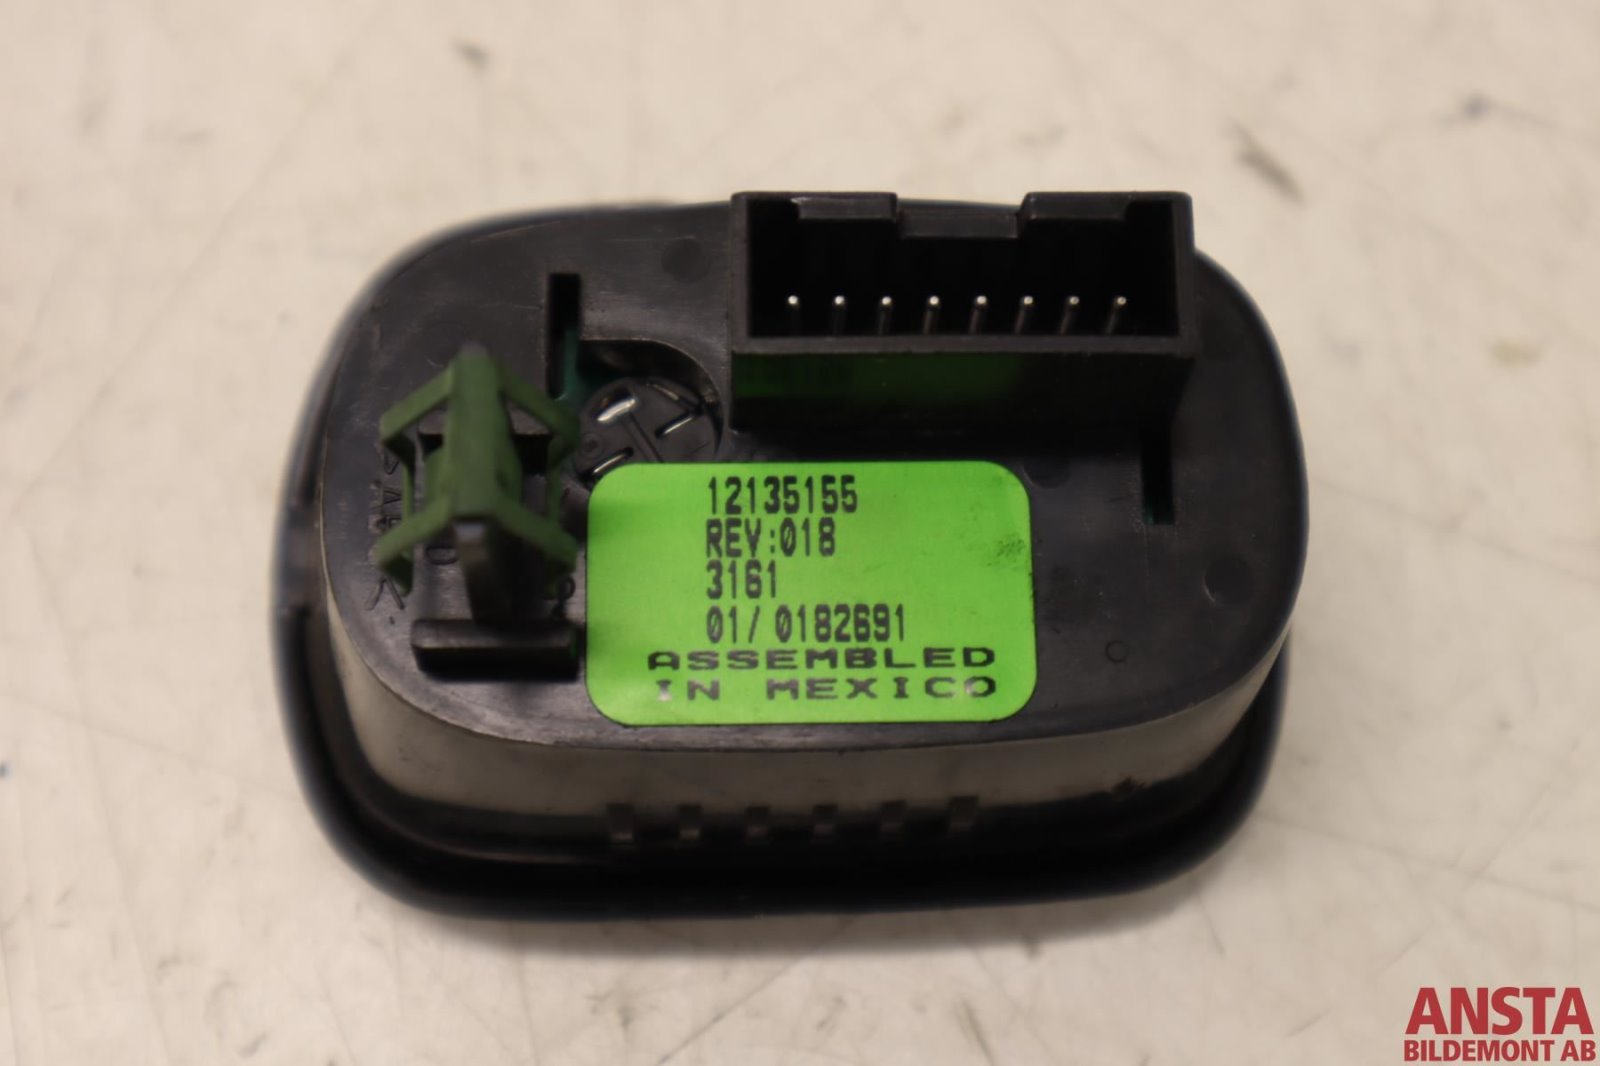 12135155
REV:018
3161
01/0182691
ASSEMBLED
IN MEXICO
ANSTA
BILDEMONT AB